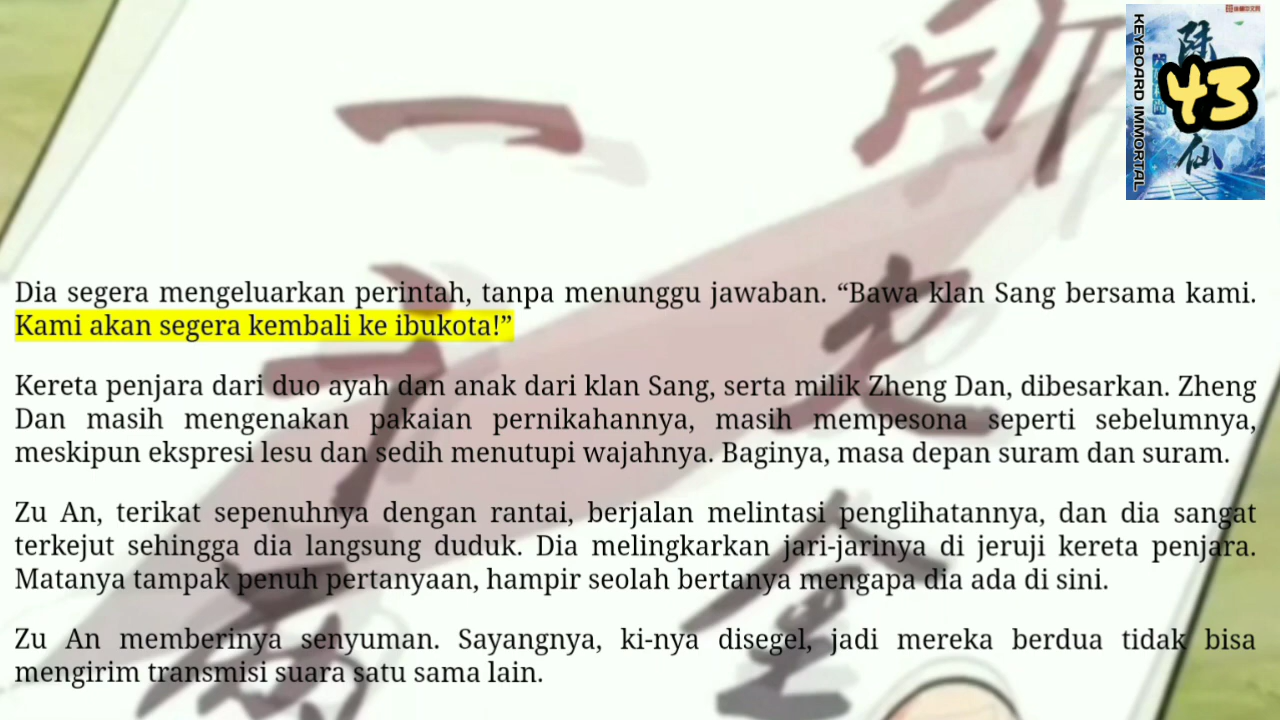 KEYBOARD IMMORTAL
陆
仙
43
Dia segera mengeluarkan perintah, tanpa menunggu jawaban. “Bawa klan Sang bersama kami.
Kami akan segera kembali ke ibukota!”
Kereta penjara dari duo ayah dan anak dari klan Sang, serta milik Zheng Dan, dibesarkan. Zheng
Dan masih mengenakan pakaian pernikahannya, masih mempesona seperti sebelumnya,
meskipun ekspresi lesu dan sedih menutupi wajahnya. Baginya, masa depan suram dan suram.
Zu An, terikat sepenuhnya dengan rantai, berjalan melintasi penglihatannya, dan dia sangat
terkejut sehingga dia langsung duduk. Dia melingkarkan jari-jarinya di jeruji kereta penjara.
Matanya tampak penuh pertanyaan, hampir seolah bertanya mengapa dia ada di sini.
Zu An memberinya senyuman. Sayangnya, ki-nya disegel, jadi mereka berdua tidak bisa
mengirim transmisi suara satu sama lain.